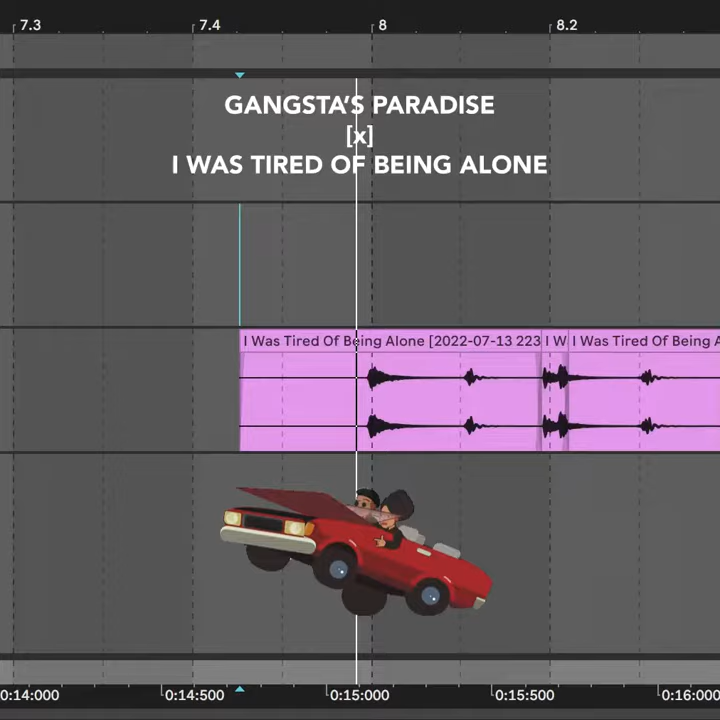 7.3 7.4 8 8.2
GANGSTA'S PARADISE
[x]
I WAS TIRED OF BEING ALONE
I Was Tired Of Being Alone [2022-07-13 223 I W I Was Tired Of Being A
0:14:000 0:14:500 0:15:000 0:15:500 0:16:000